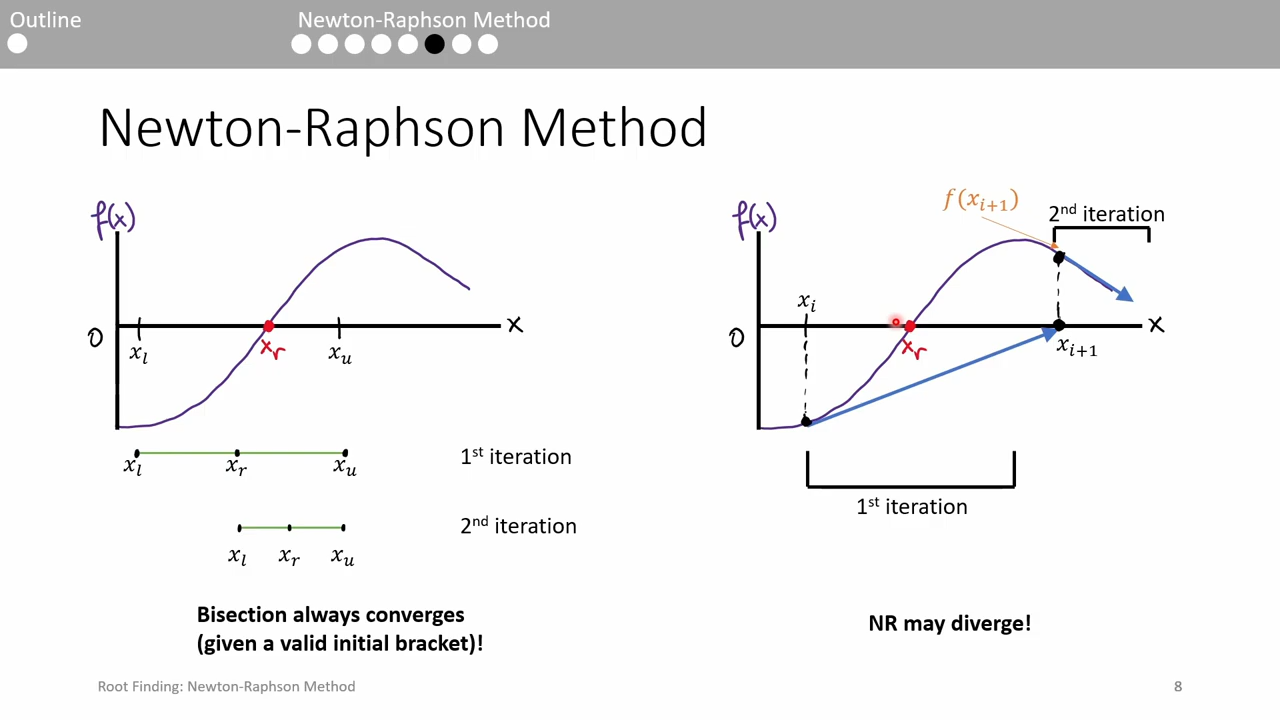 Outline
Newton-Raphson Method
Newton-Raphson Method
f(x)
0
x_l
x_r
x_u
x
x_l x_r x_u 1st iteration
x_l x_r x_u 2nd iteration
Bisection always converges
(given a valid initial bracket)!
f(x_{i+1})
2nd iteration
f(x)
x_i
0
x_r
x_{i+1}
x
1st iteration
NR may diverge!
Root Finding: Newton-Raphson Method
8